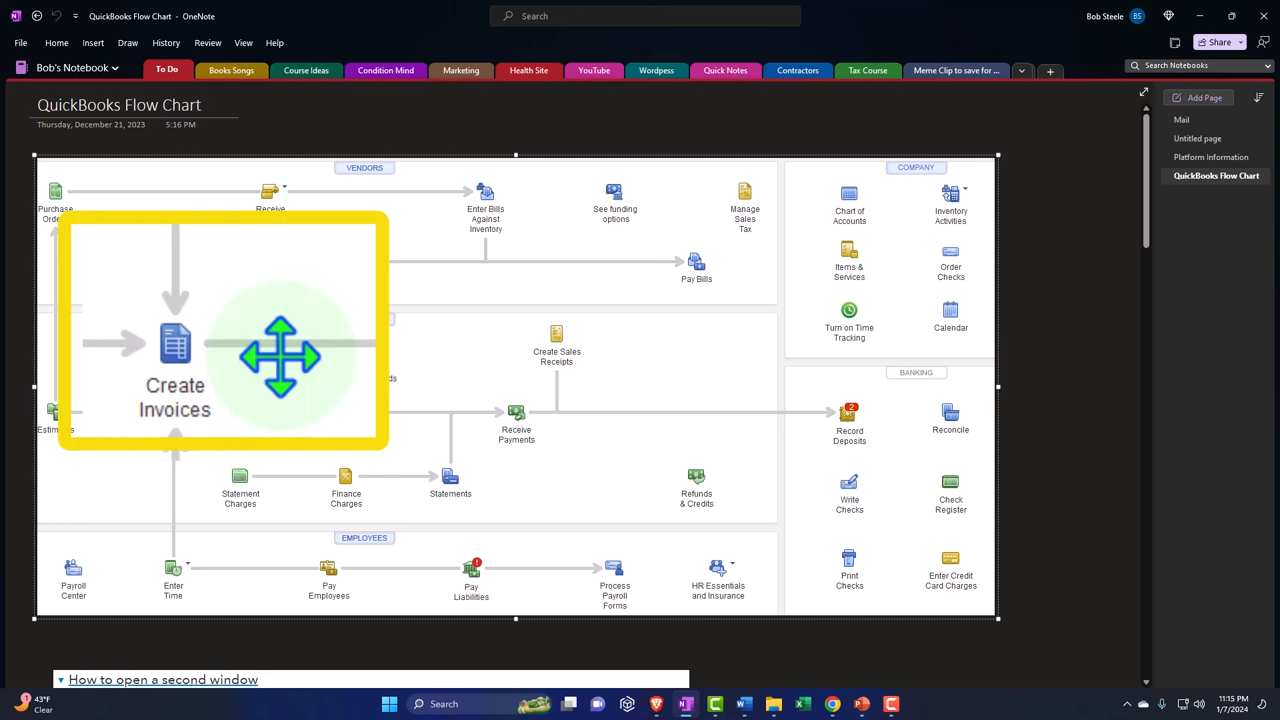 QuickBooks Flow Chart - OneNote
Search
Bob Steele
BS
File
Home
Insert
Draw
History
Review
View
Help
Share
Bob's Notebook
To Do
Books Songs
Course Ideas
Condition Mind
Marketing
Health Site
YouTube
Wordpess
Quick Notes
Contractors
Tax Course
Meme Clip to save for ...
Search Notebooks
QuickBooks Flow Chart
Thursday, December 21, 2023
5:16 PM
Add Page
Mail
Untitled page
Platform Information
QuickBooks Flow Chart
VENDORS
Purchase
Receive
Enter Bills
Against
Inventory
See funding
options
Manage
Sales
Tax
Pay Bills
COMPANY
Chart of
Accounts
Inventory
Activities
Items &
Services
Order
Checks
Turn on Time
Tracking
Calendar
Create
Invoices
Create Sales
Receipts
Receive
Payments
Statement
Charges
Finance
Charges
Statements
Refunds
& Credits
BANKING
2
Record
Deposits
Reconcile
Write
Checks
Check
Register
Print
Checks
Enter Credit
Card Charges
EMPLOYEES
Payroll
Center
Enter
Time
Pay
Employees
Pay
Liabilities
Process
Payroll
Forms
HR Essentials
and Insurance
How to open a second window
1
43°F
Clear
Search
11:15 PM
1/7/2024